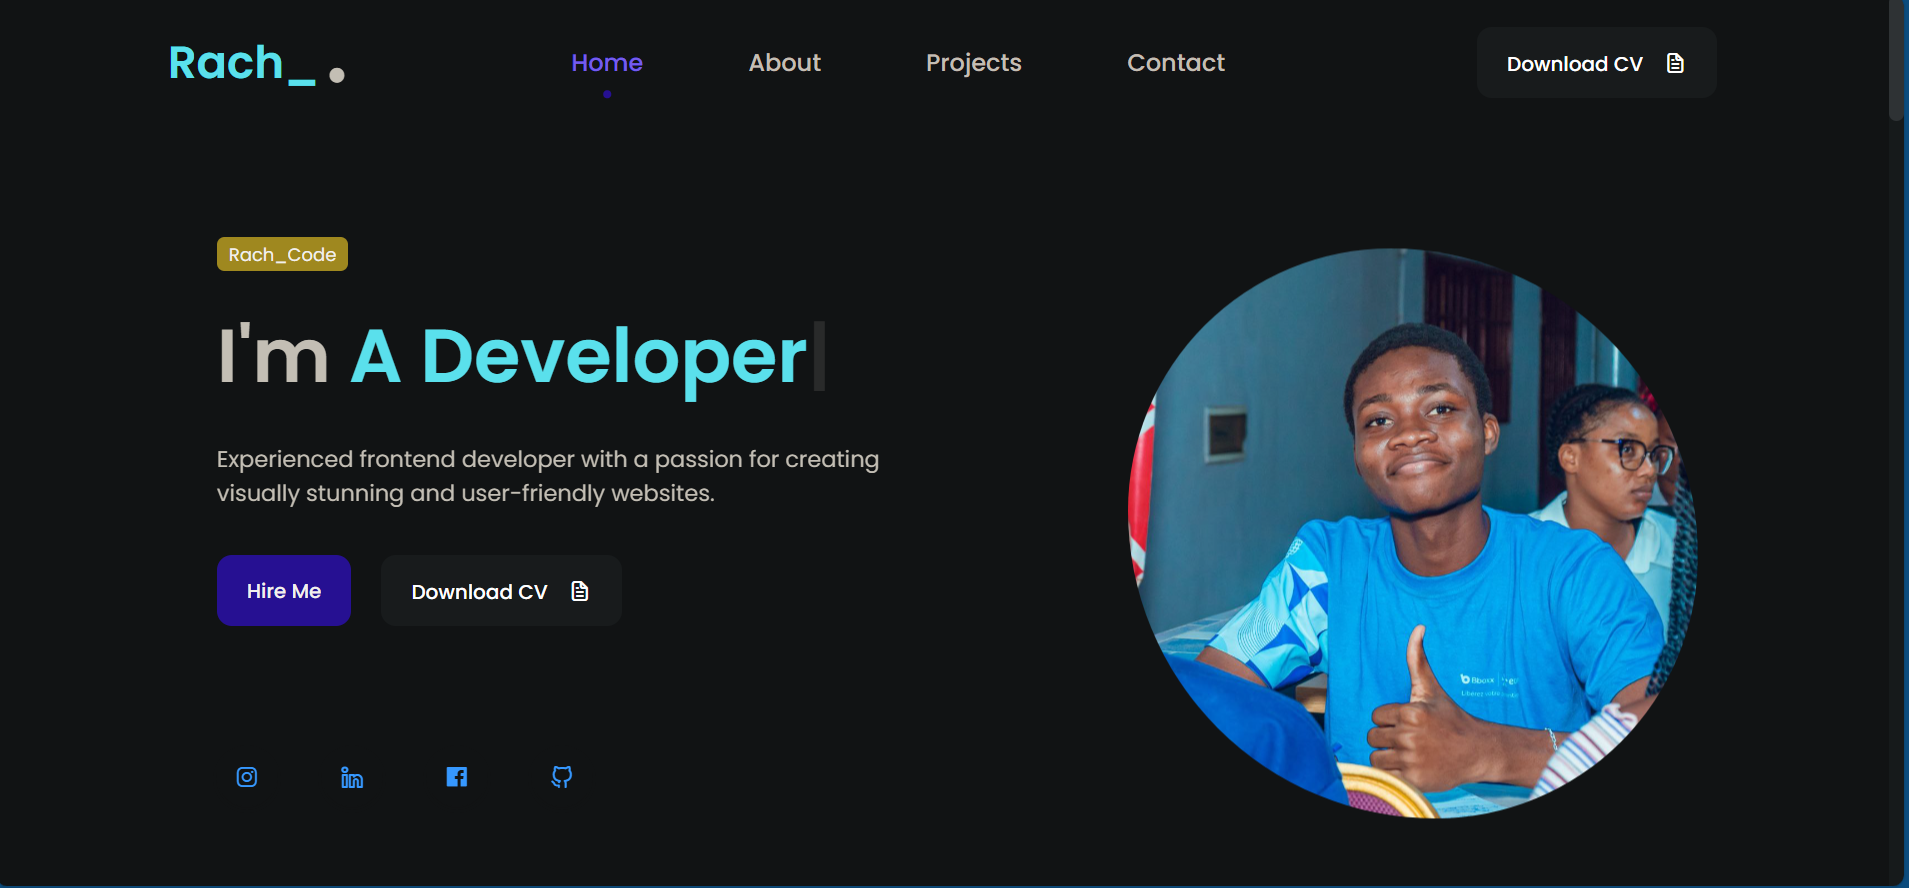 Rach_ .
Home
About
Projects
Contact
Download CV
Rach_Code
I'm A Developer|
Experienced frontend developer with a passion for creating
visually stunning and user-friendly websites.
Hire Me
Download CV
Bboxx